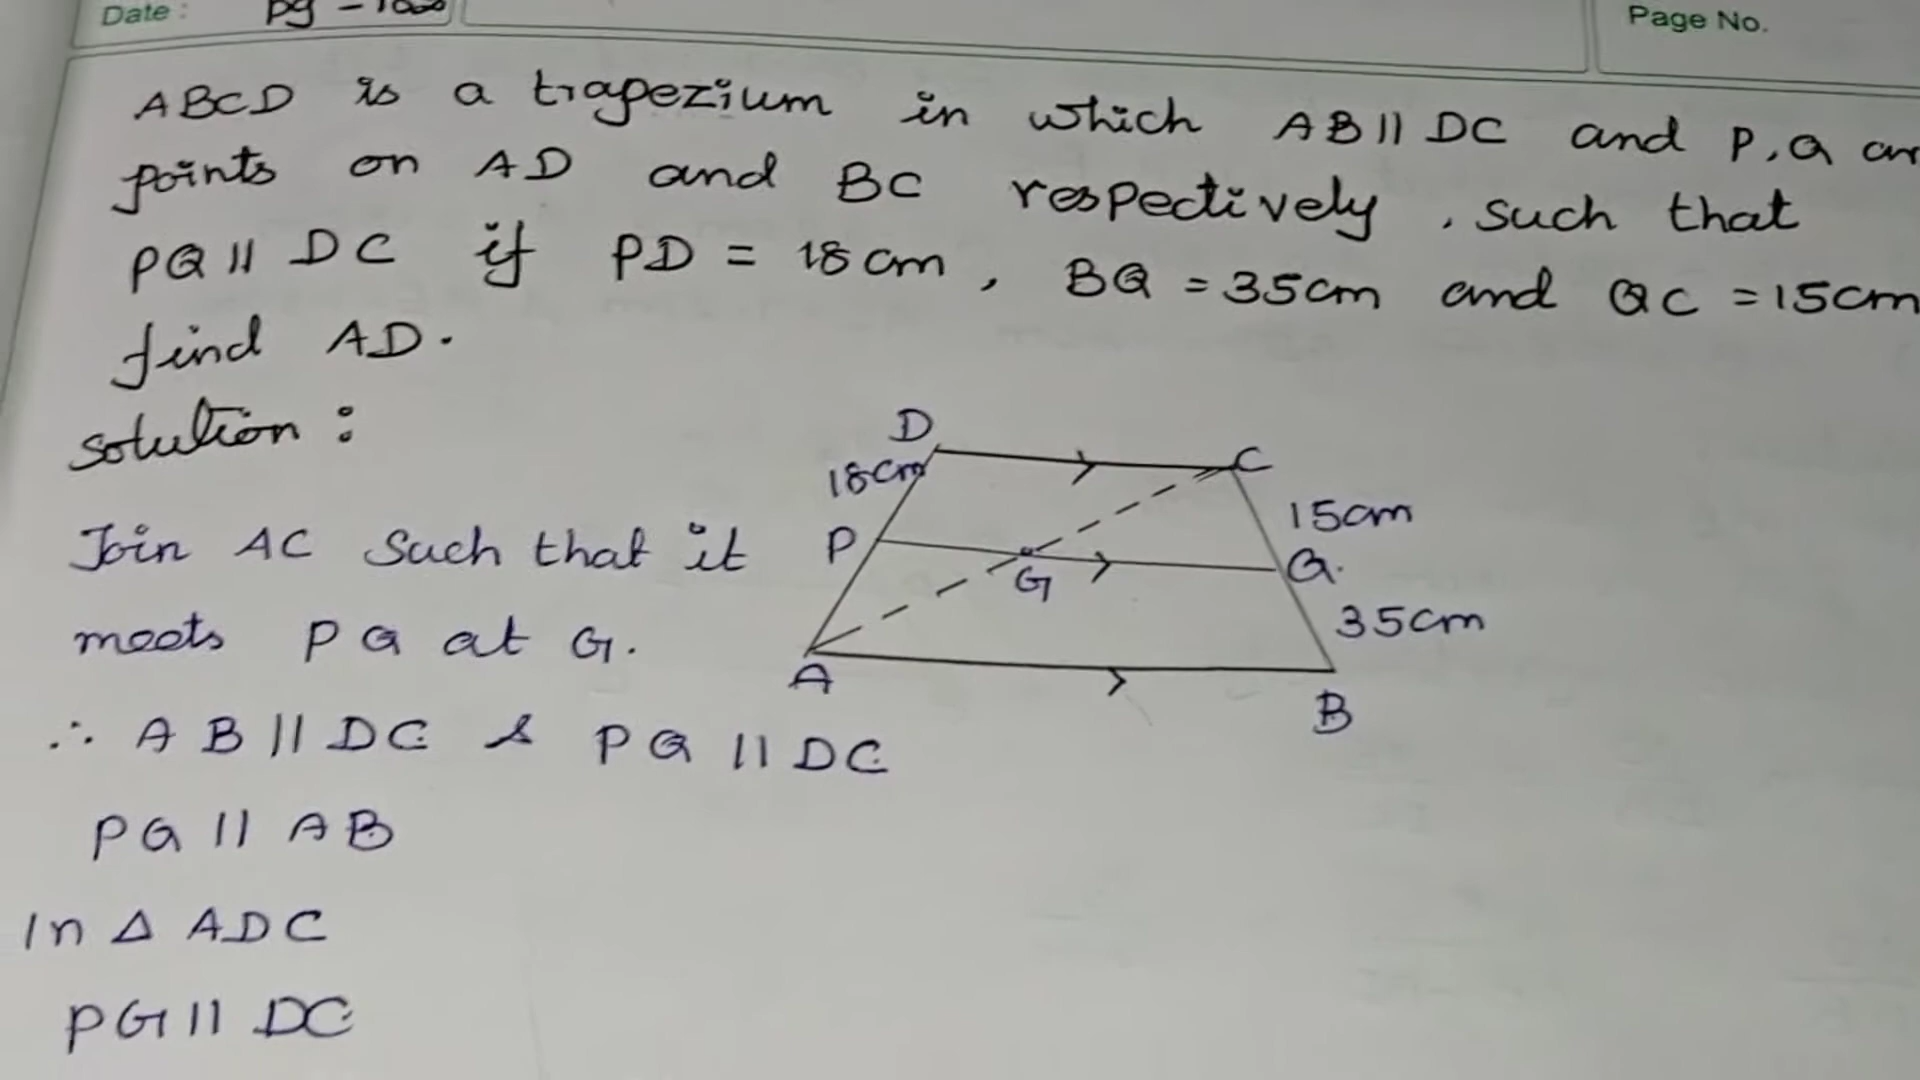 Date :
Page No.
ABCD is a trapezium in which AB || DC and P, Q
points on AD and BC respectively, such that
PQ || DC if PD = 18 cm, BQ = 35cm and QC = 15cm
find AD.
solution :
D
C
18cm
15cm
Join AC such that it
P
G
Q.
meets PQ at G.
35cm
A
B
∴ AB || DC & PQ || DC
PQ || AB
In Δ ADC
PG || DC